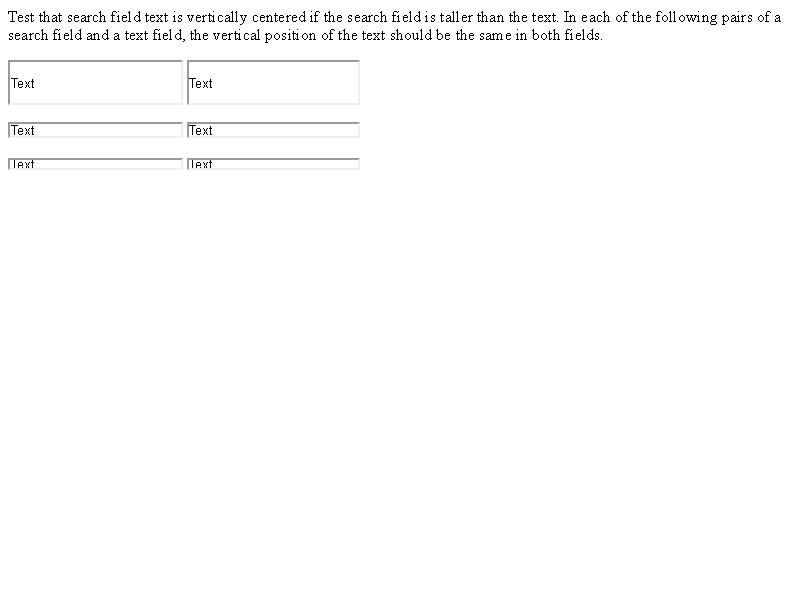 Test that search field text is vertically centered if the search field is taller than the text. In each of the following pairs of a
search field and a text field, the vertical position of the text should be the same in both fields.
Text Text
Text Text
Text Text